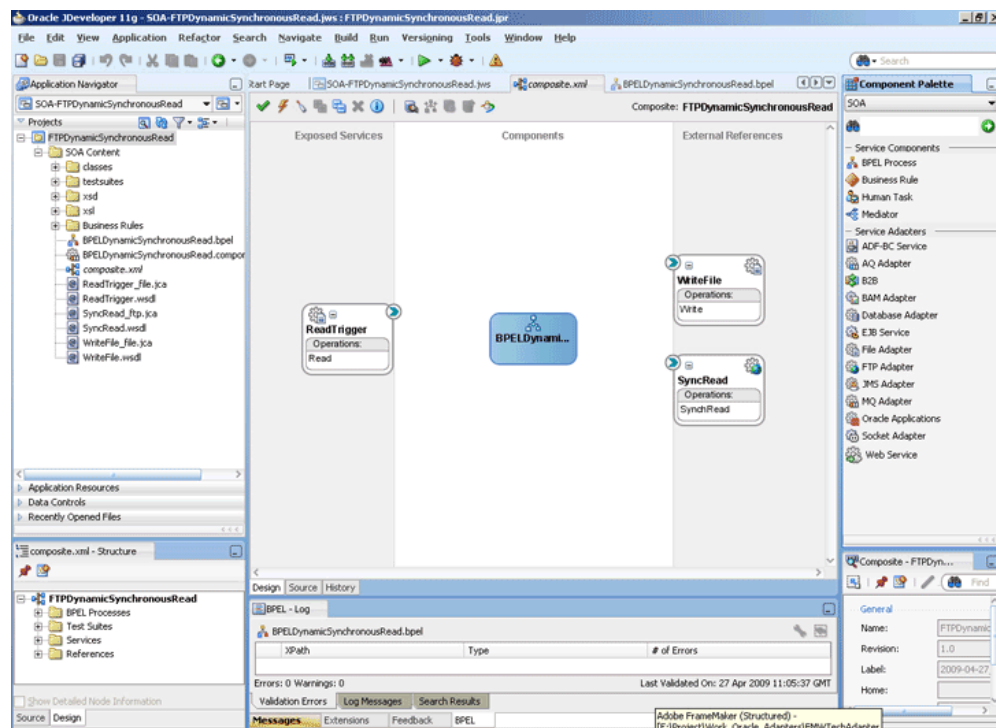 Oracle JDeveloper 11g - SOA-FTPDynamicSynchronousRead.jws : FTPDynamicSynchronousRead.jpr
File Edit View Application Refactor Search Navigate Build Run Versioning Tools Window Help
Search
Application Navigator
SOA-FTPDynamicSynchronousRead
Projects
FTPDynamicSynchronousRead
SOA Content
classes
testsuites
xsd
xsl
Business Rules
BPELDynamicSynchronousRead.bpel
BPELDynamicSynchronousRead.compor
composite.xml
ReadTrigger_file.jca
ReadTrigger.wsdl
SyncRead_ftp.jca
SyncRead.wsdl
WriteFile_file.jca
WriteFile.wsdl
Application Resources
Data Controls
Recently Opened Files
composite.xml - Structure
FTPDynamicSynchronousRead
BPEL Processes
Test Suites
Services
References
Show Detailed Node Information
Source Design
tart Page SOA-FTPDynamicSynchronousRead.jws composite.xml BPELDynamicSynchronousRead.bpel
Composite: FTPDynamicSynchronousRead
Exposed Services Components External References
ReadTrigger
Operations:
Read
BPELDynami...
WriteFile
Operations:
Write
SyncRead
Operations:
SynchRead
Design Source History
BPEL - Log
BPELDynamicSynchronousRead.bpel
XPath Type # of Errors
Errors: 0 Warnings: 0 Last Validated On: 27 Apr 2009 11:05:37 GMT
Validation Errors Log Messages Search Results
Messages Extensions Feedback BPEL
Component Palette
SOA
Service Components
BPEL Process
Business Rule
Human Task
Mediator
Service Adapters
ADF-BC Service
AQ Adapter
B2B
BAM Adapter
Database Adapter
EJB Service
File Adapter
FTP Adapter
JMS Adapter
MQ Adapter
Oracle Applications
Socket Adapter
Web Service
Composite - FTPDyn...
Find
General
Name: FTPDynamic
Revision: 1.0
Label: 2009-04-27
Home:
Adobe FrameMaker (Structured) -
[E:\Project\Work_Oracle_Adapters\FMWTechAdapter